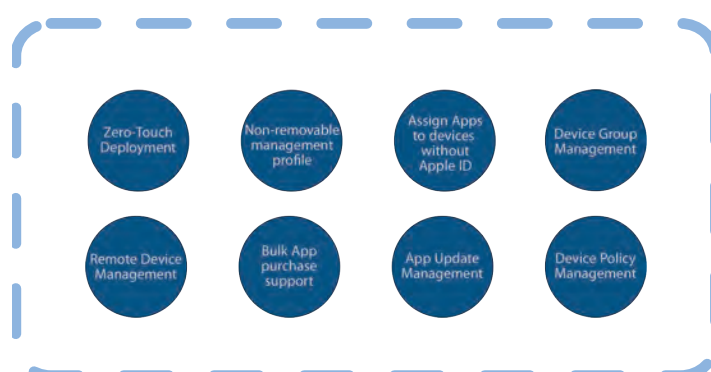 Zero-Touch
Deployment
Non-removable
management
profile
Assign Apps
to devices
without
Apple ID
Device Group
Management
Remote Device
Management
Bulk App
purchase
support
App Update
Management
Device Policy
Management